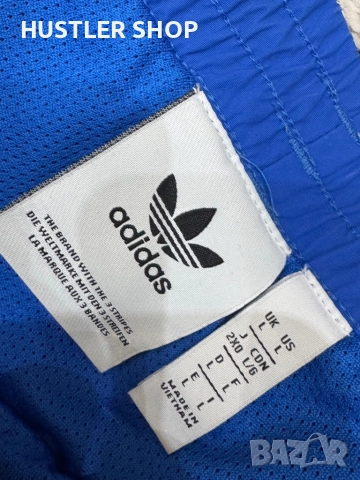 HUSTLER SHOP
adidas
THE BRAND WITH THE 3 STRIPES
DIE WELTMARKE MIT DEN 3 STREIFEN
LA MARQUE AUX 3 BANDES
UK US
L L
J CDN
2XO L/G
D F
L L
E I
L L
MADE IN
VIETNAM
BAZAR